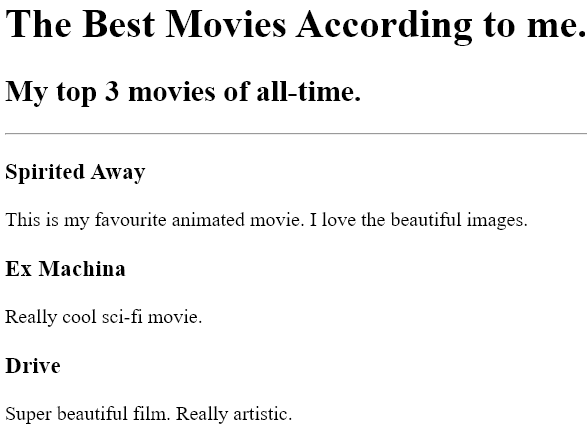 The Best Movies According to me.
My top 3 movies of all-time.
Spirited Away
This is my favourite animated movie. I love the beautiful images.
Ex Machina
Really cool sci-fi movie.
Drive
Super beautiful film. Really artistic.